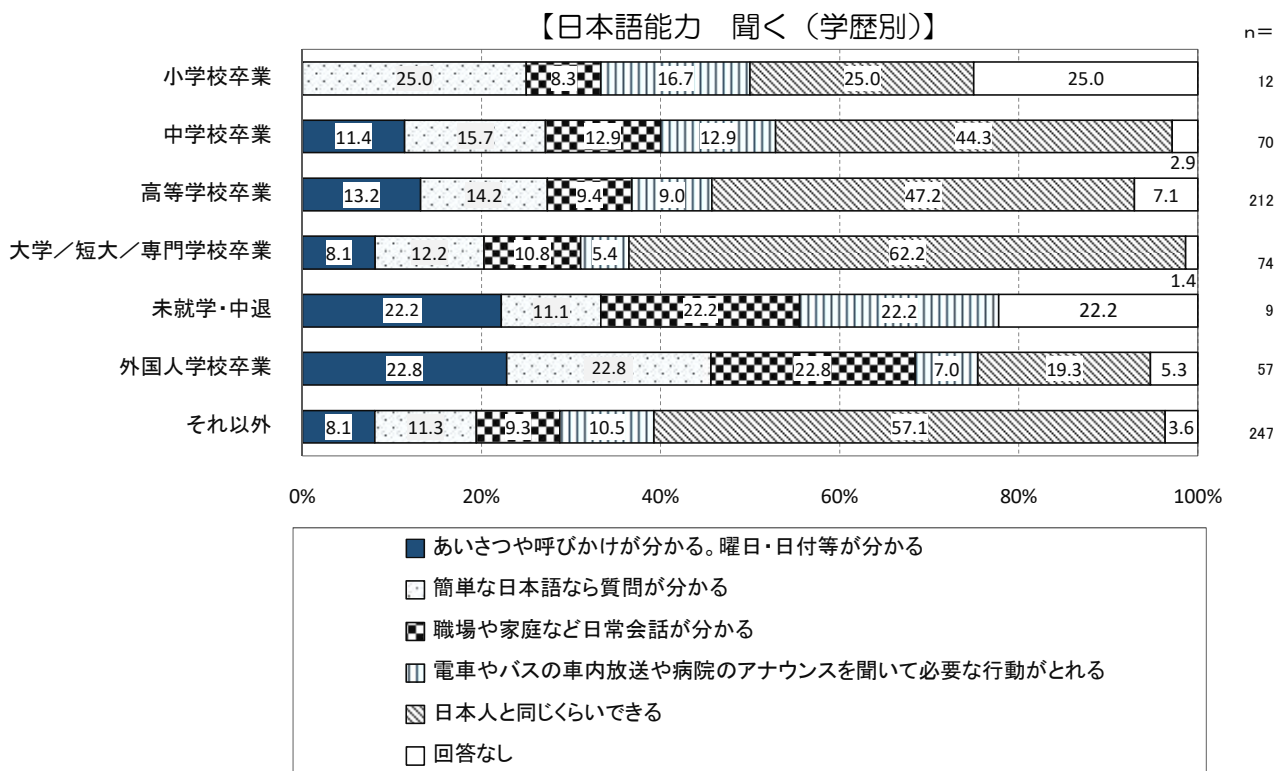 【日本語能力　聞く（学歴別）】
n＝
小学校卒業 25.0 8.3 16.7 25.0 25.0 12
中学校卒業 11.4 15.7 12.9 12.9 44.3 2.9 70
高等学校卒業 13.2 14.2 9.4 9.0 47.2 7.1 212
大学／短大／専門学校卒業 8.1 12.2 10.8 5.4 62.2 1.4 74
未就学・中退 22.2 11.1 22.2 22.2 22.2 9
外国人学校卒業 22.8 22.8 22.8 7.0 19.3 5.3 57
それ以外 8.1 11.3 9.3 10.5 57.1 3.6 247
0% 20% 40% 60% 80% 100%
あいさつや呼びかけが分かる。曜日・日付等が分かる
簡単な日本語なら質問が分かる
職場や家庭など日常会話が分かる
電車やバスの車内放送や病院のアナウンスを聞いて必要な行動がとれる
日本人と同じくらいできる
回答なし